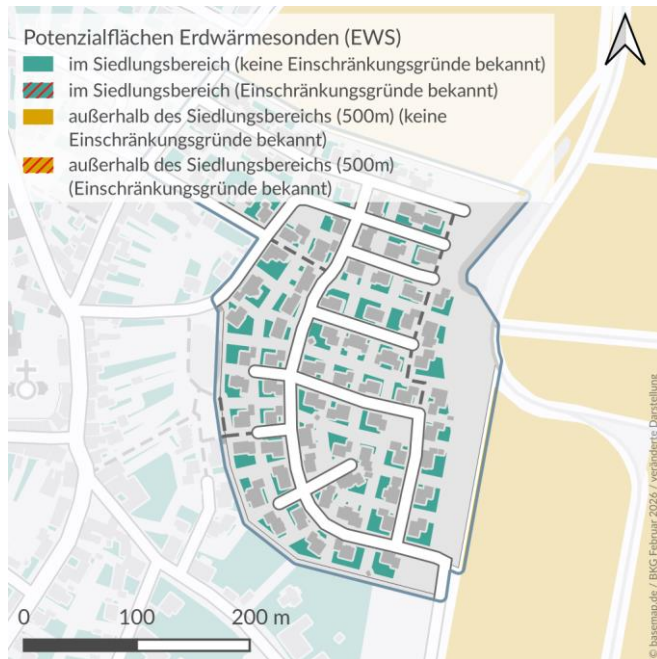 Potenzialflächen Erdwärmesonden (EWS)
im Siedlungsbereich (keine Einschränkungsgründe bekannt)
im Siedlungsbereich (Einschränkungsgründe bekannt)
außerhalb des Siedlungsbereichs (500m) (keine
Einschränkungsgründe bekannt)
außerhalb des Siedlungsbereichs (500m)
(Einschränkungsgründe bekannt)
© basemap.de / BKG Februar 2026 / veränderte Darstellung
0 100 200 m